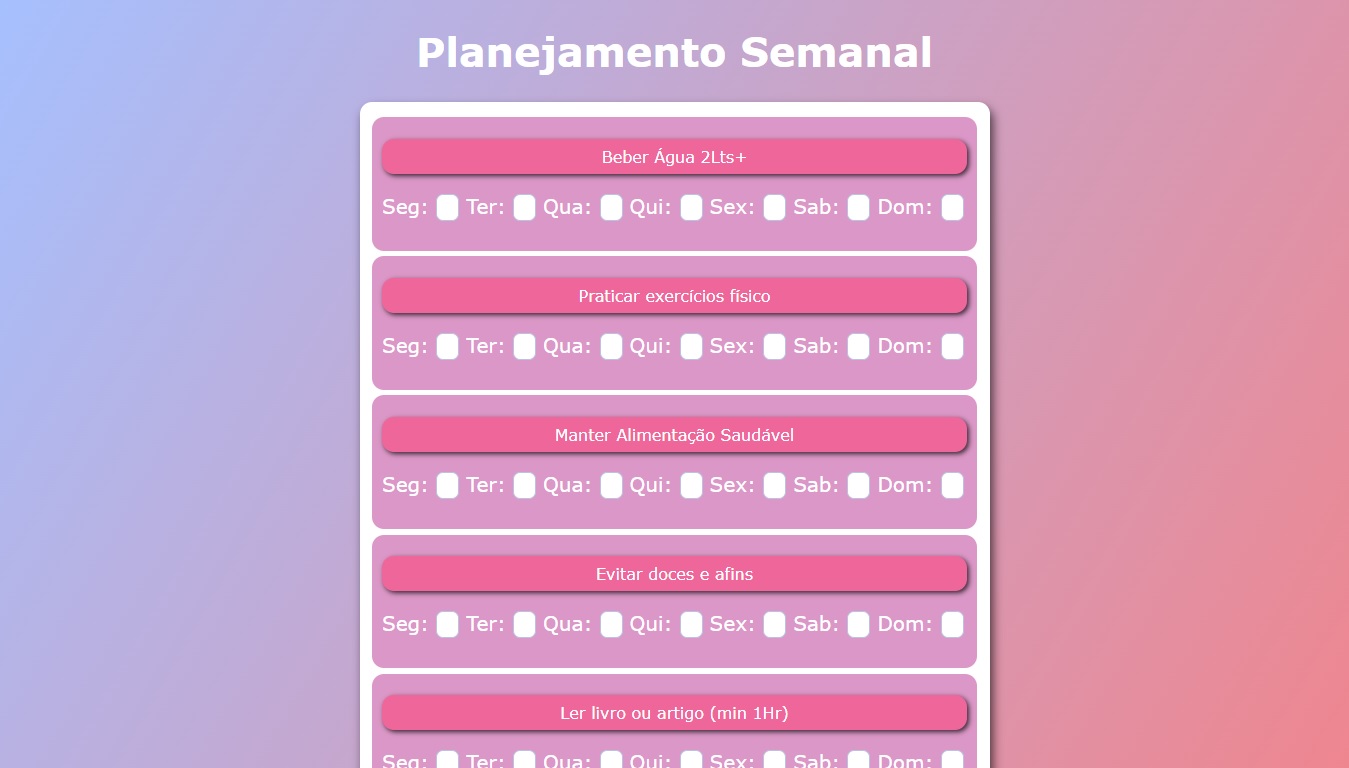 Planejamento Semanal
Beber Água 2Lts+
Seg: Ter: Qua: Qui: Sex: Sab: Dom:
Praticar exercícios físico
Seg: Ter: Qua: Qui: Sex: Sab: Dom:
Manter Alimentação Saudável
Seg: Ter: Qua: Qui: Sex: Sab: Dom:
Evitar doces e afins
Seg: Ter: Qua: Qui: Sex: Sab: Dom:
Ler livro ou artigo (min 1Hr)
Seg: Ter: Qua: Qui: Sex: Sab: Dom: